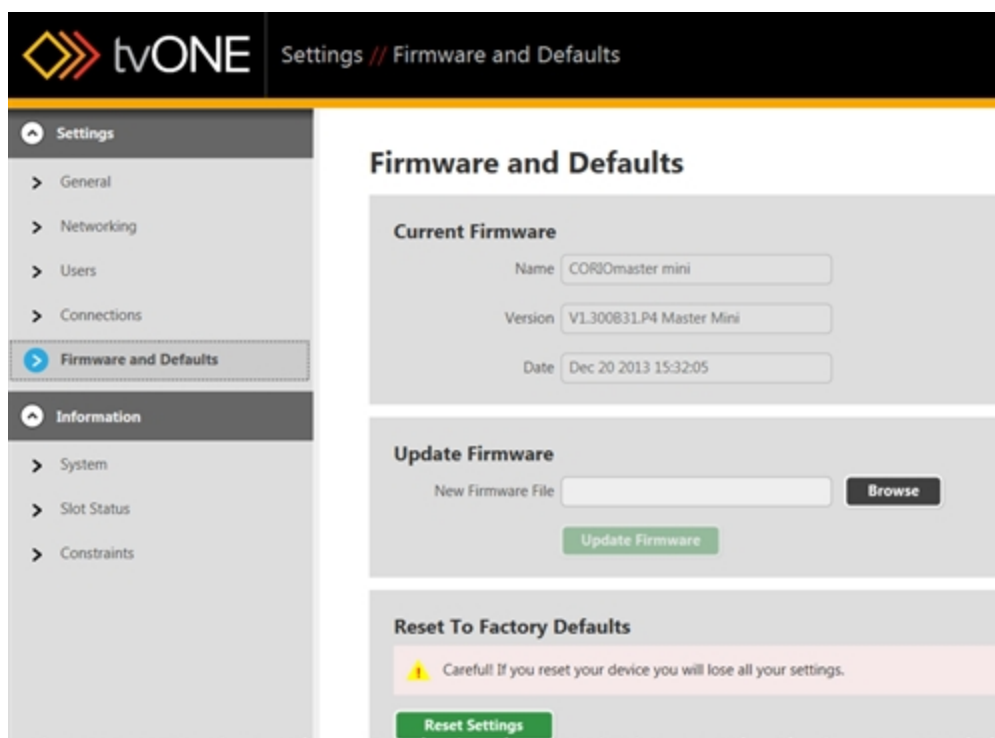 tvONE
Settings // Firmware and Defaults
Settings
General
Networking
Users
Connections
Firmware and Defaults
Information
System
Slot Status
Constraints
Firmware and Defaults
Current Firmware
Name CORIOmaster mini
Version V1.300B31.P4 Master Mini
Date Dec 20 2013 15:32:05
Update Firmware
New Firmware File Browse
Update Firmware
Reset To Factory Defaults
Careful! If you reset your device you will lose all your settings.
Reset Settings